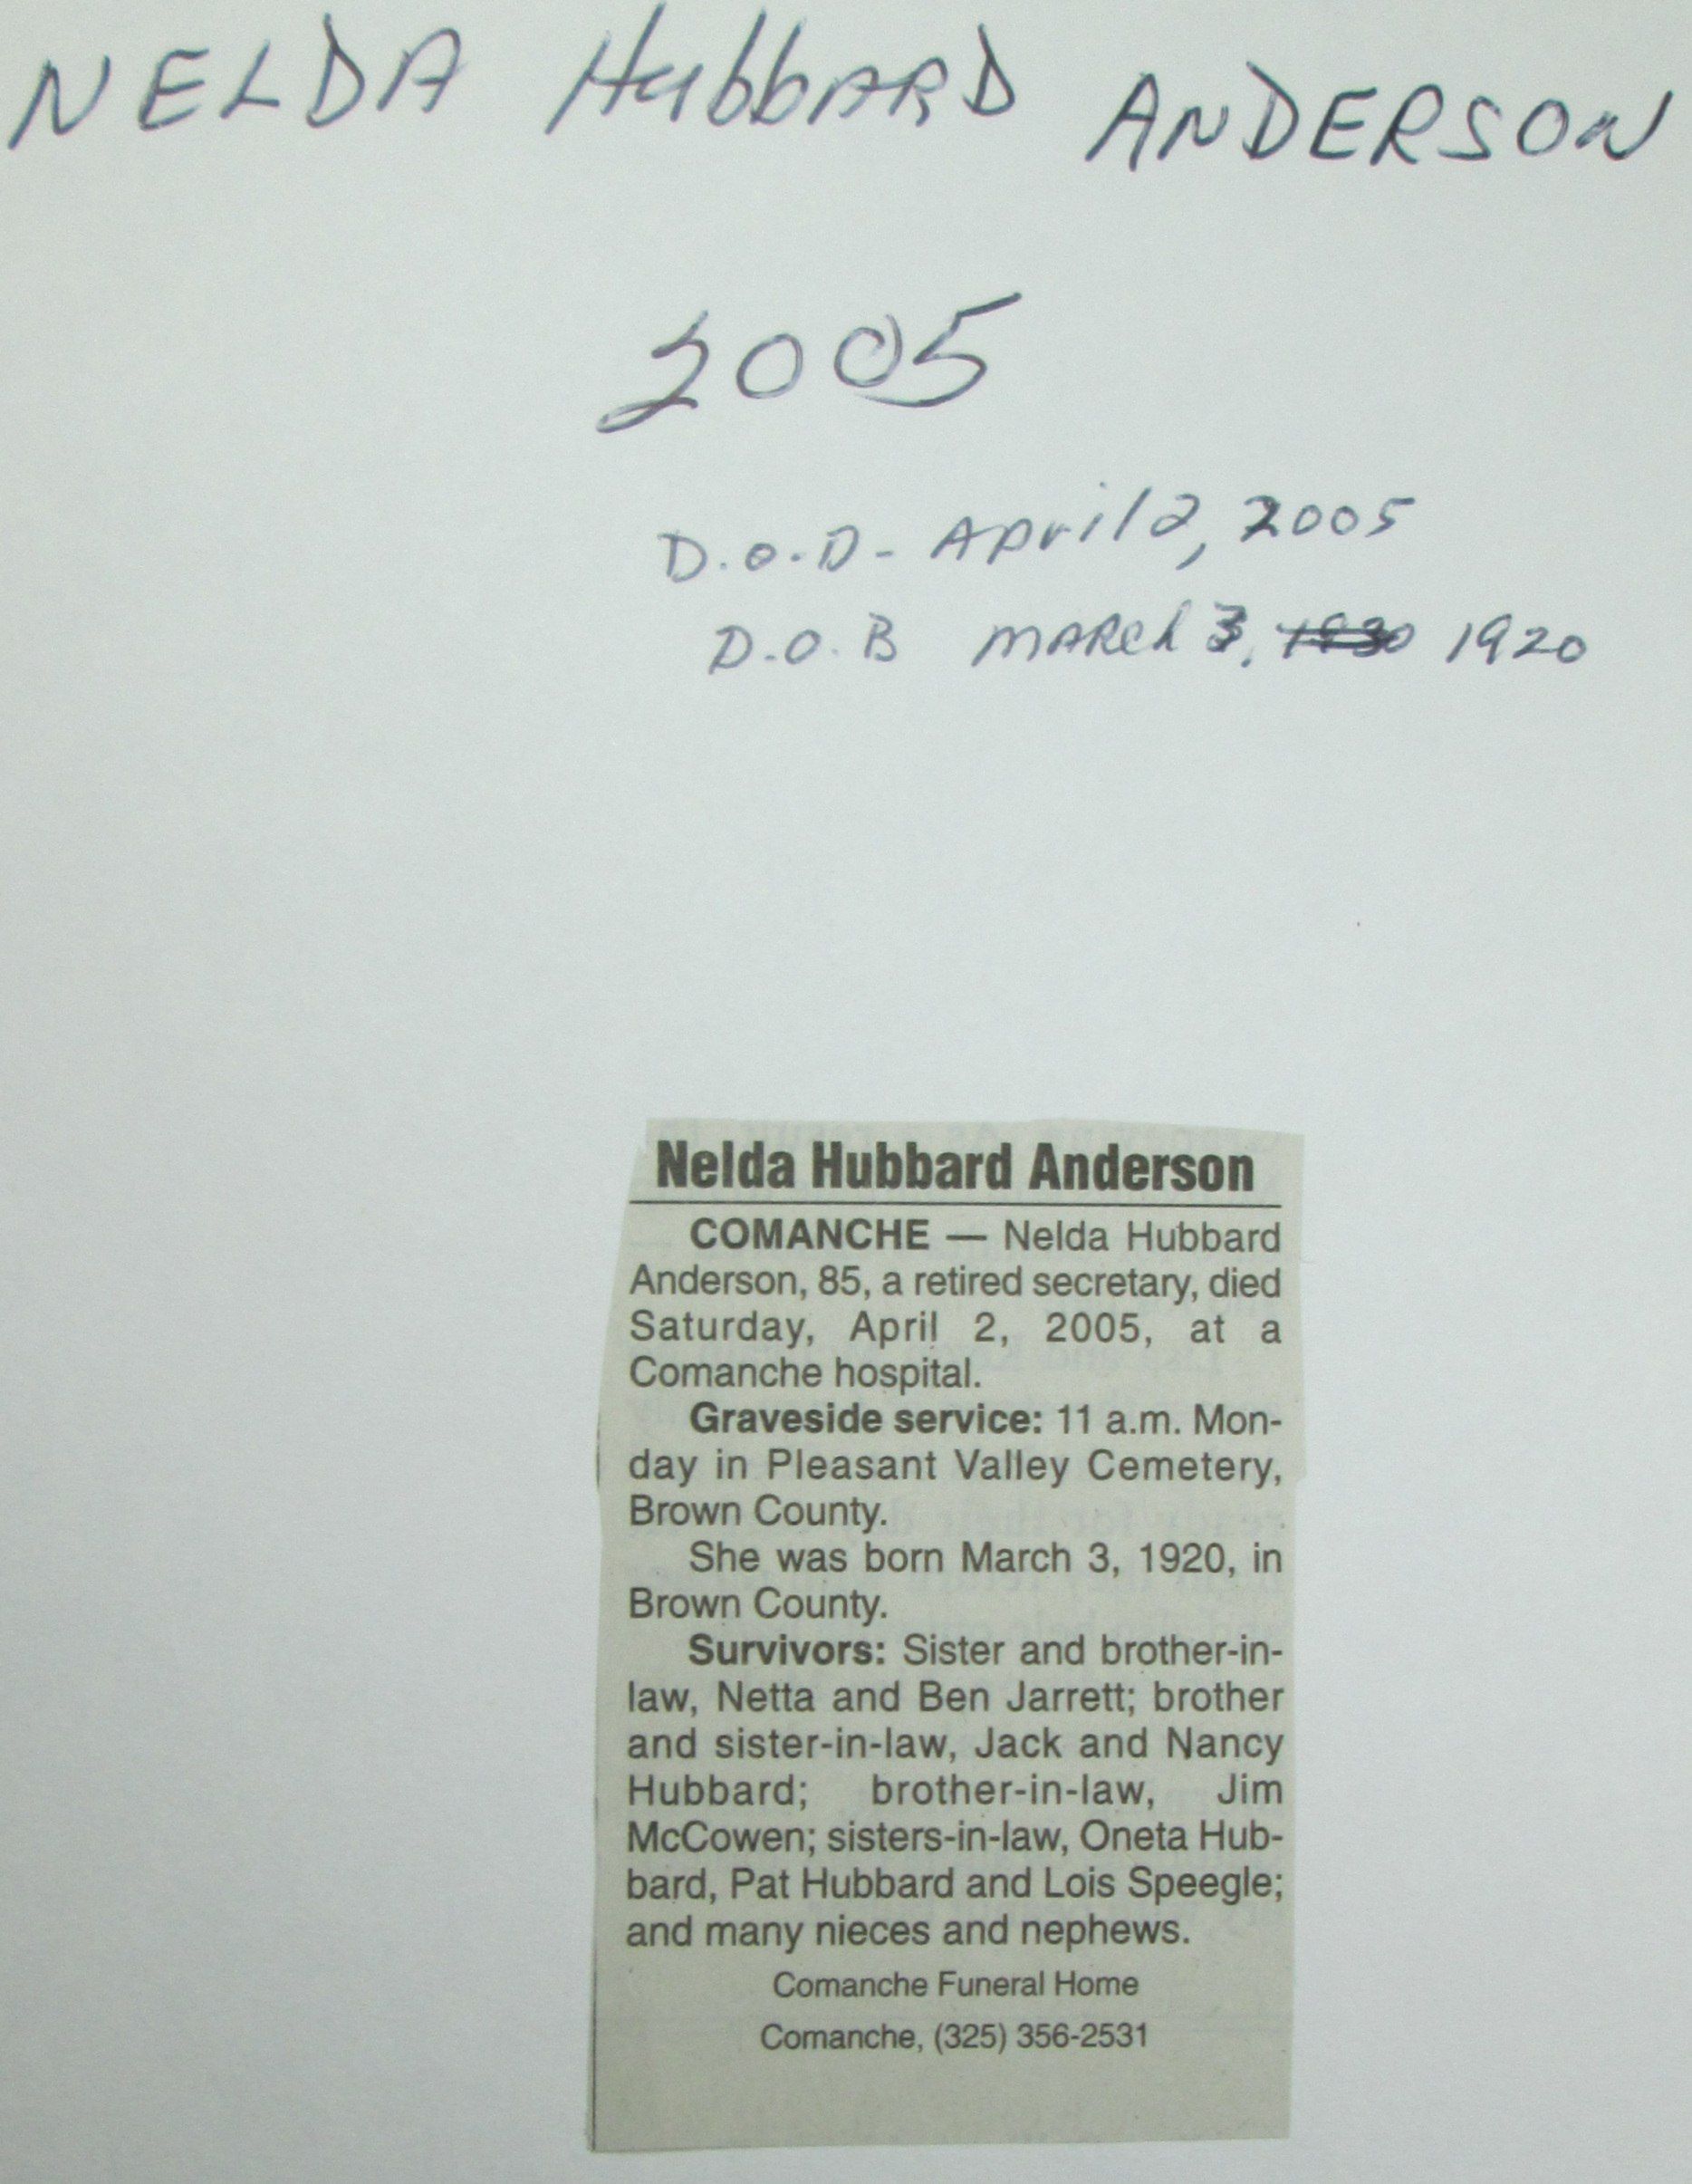 NELDA HubbARD ANDERSON
2005
D.O.D- April 2, 2005
D.O.B MARCH 3, 1930 1920
Nelda Hubbard Anderson
COMANCHE — Nelda Hubbard
Anderson, 85, a retired secretary, died
Saturday, April 2, 2005, at a
Comanche hospital.
Graveside service: 11 a.m. Mon-
day in Pleasant Valley Cemetery,
Brown County.
She was born March 3, 1920, in
Brown County.
Survivors: Sister and brother-in-
law, Netta and Ben Jarrett; brother
and sister-in-law, Jack and Nancy
Hubbard; brother-in-law, Jim
McCowen; sisters-in-law, Oneta Hub-
bard, Pat Hubbard and Lois Speegle;
and many nieces and nephews.
Comanche Funeral Home
Comanche, (325) 356-2531